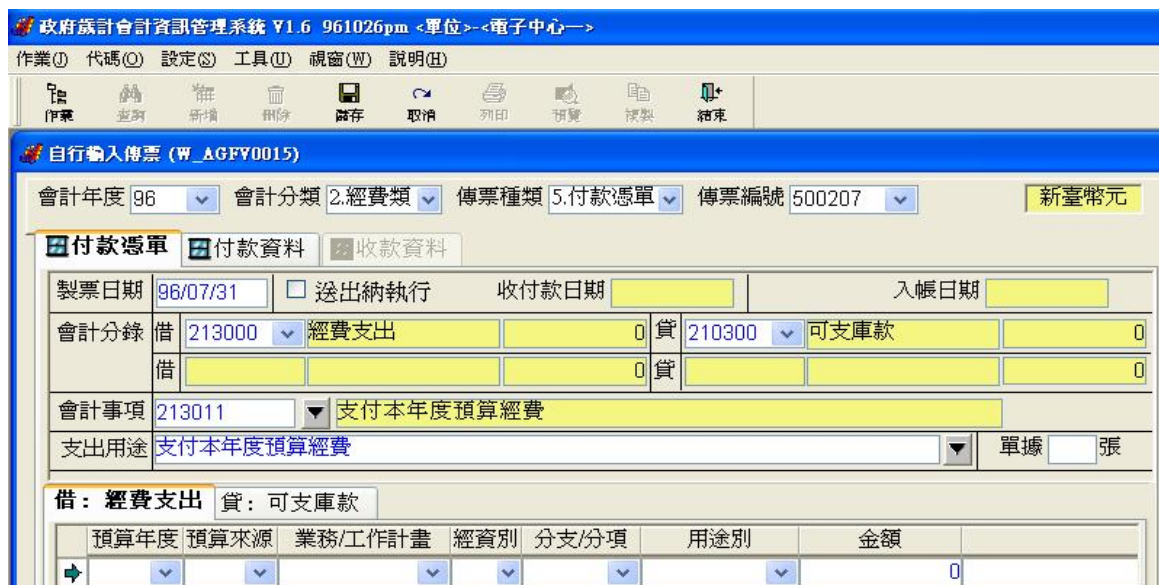 政府歲計會計資訊管理系統 V1.6 961026pm <單位>-<電子中心一>
作業(J) 代碼(O) 設定(S) 工具(U) 視窗(W) 說明(H)
作業 查詢 新增 刪除 儲存 取消 列印 預覽 複製 結束
自行輸入傳票 (W_AGFV0015)
會計年度 96 會計分類 2.經費類 傳票種類 5.付款憑單 傳票編號 500207 新臺幣元
付款憑單 付款資料 收款資料
製票日期 96/07/31 送出納執行 收付款日期 入帳日期
會計分錄 借 213000 經費支出 0 貸 210300 可支庫款 0
借 0 貸 0
會計事項 213011 支付本年度預算經費
支出用途 支付本年度預算經費 單據 張
借: 經費支出 貸: 可支庫款
預算年度 預算來源 業務/工作計畫 經資別 分支/分項 用途別 金額
0